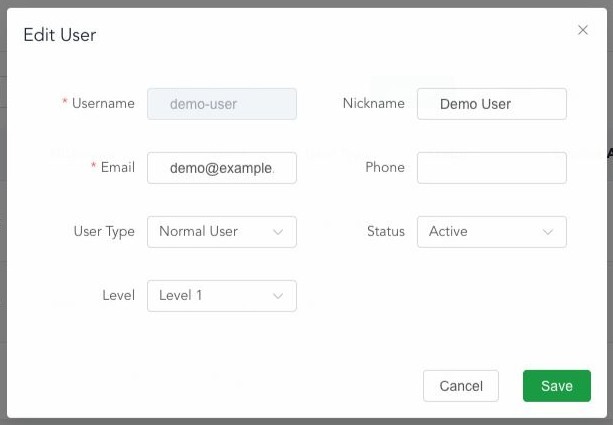 Edit User
* Username demo-user Nickname Demo User
* Email demo@example. Phone
User Type Normal User Status Active
Level Level 1
Cancel Save